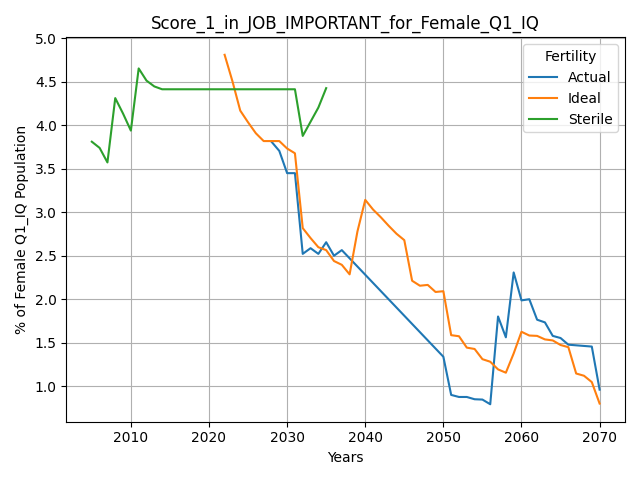 Score_1_in_JOB_IMPORTANT_for_Female_Q1_IQ
% of Female Q1_IQ Population
5.0
4.5
4.0
3.5
3.0
2.5
2.0
1.5
1.0
Fertility
Actual
Ideal
Sterile
2010 2020 2030 2040 2050 2060 2070
Years